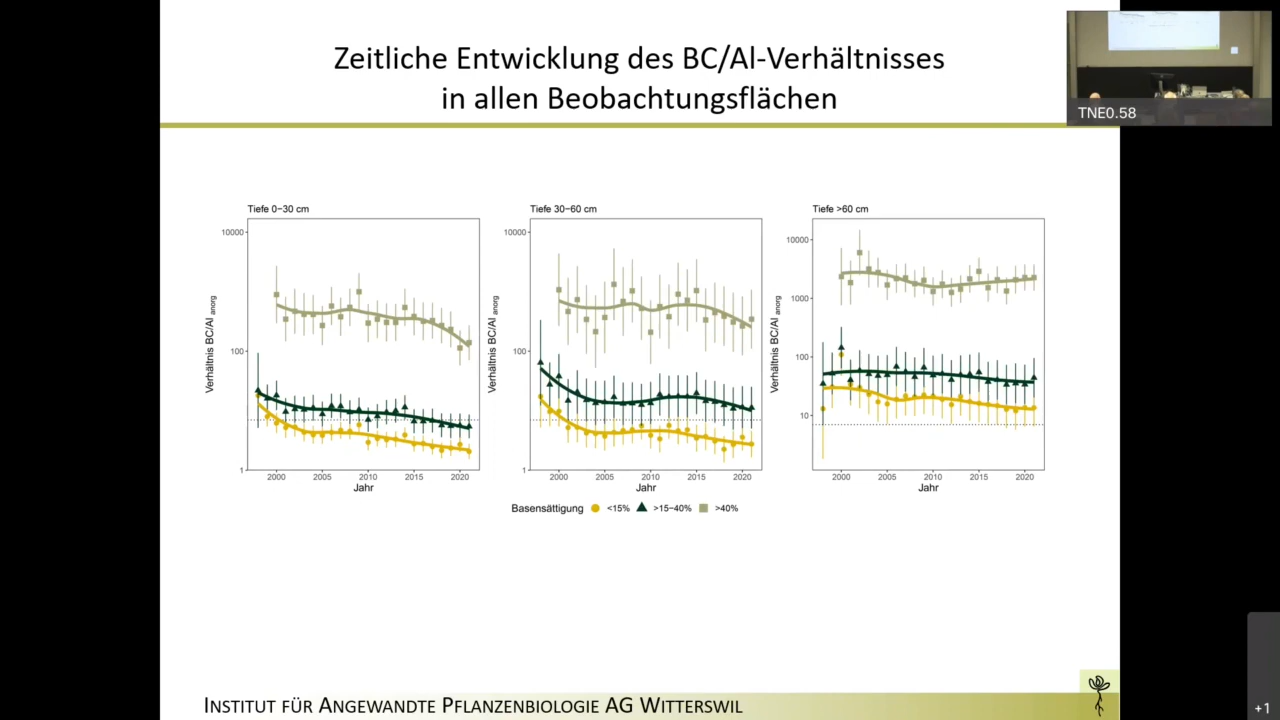 Zeitliche Entwicklung des BC/Al-Verhältnisses
in allen Beobachtungsflächen
TNE0.58
Tiefe 0−30 cm
Verhältnis BC/Al anorg
10000
100
1
2000 2005 2010 2015 2020
Jahr
Tiefe 30−60 cm
Verhältnis BC/Al anorg
10000
100
1
2000 2005 2010 2015 2020
Jahr
Tiefe >60 cm
Verhältnis BC/Al anorg
10000
1000
100
10
2000 2005 2010 2015 2020
Jahr
Basensättigung <15% >15−40% >40%
INSTITUT FÜR ANGEWANDTE PFLANZENBIOLOGIE AG WITTERSWIL
+1